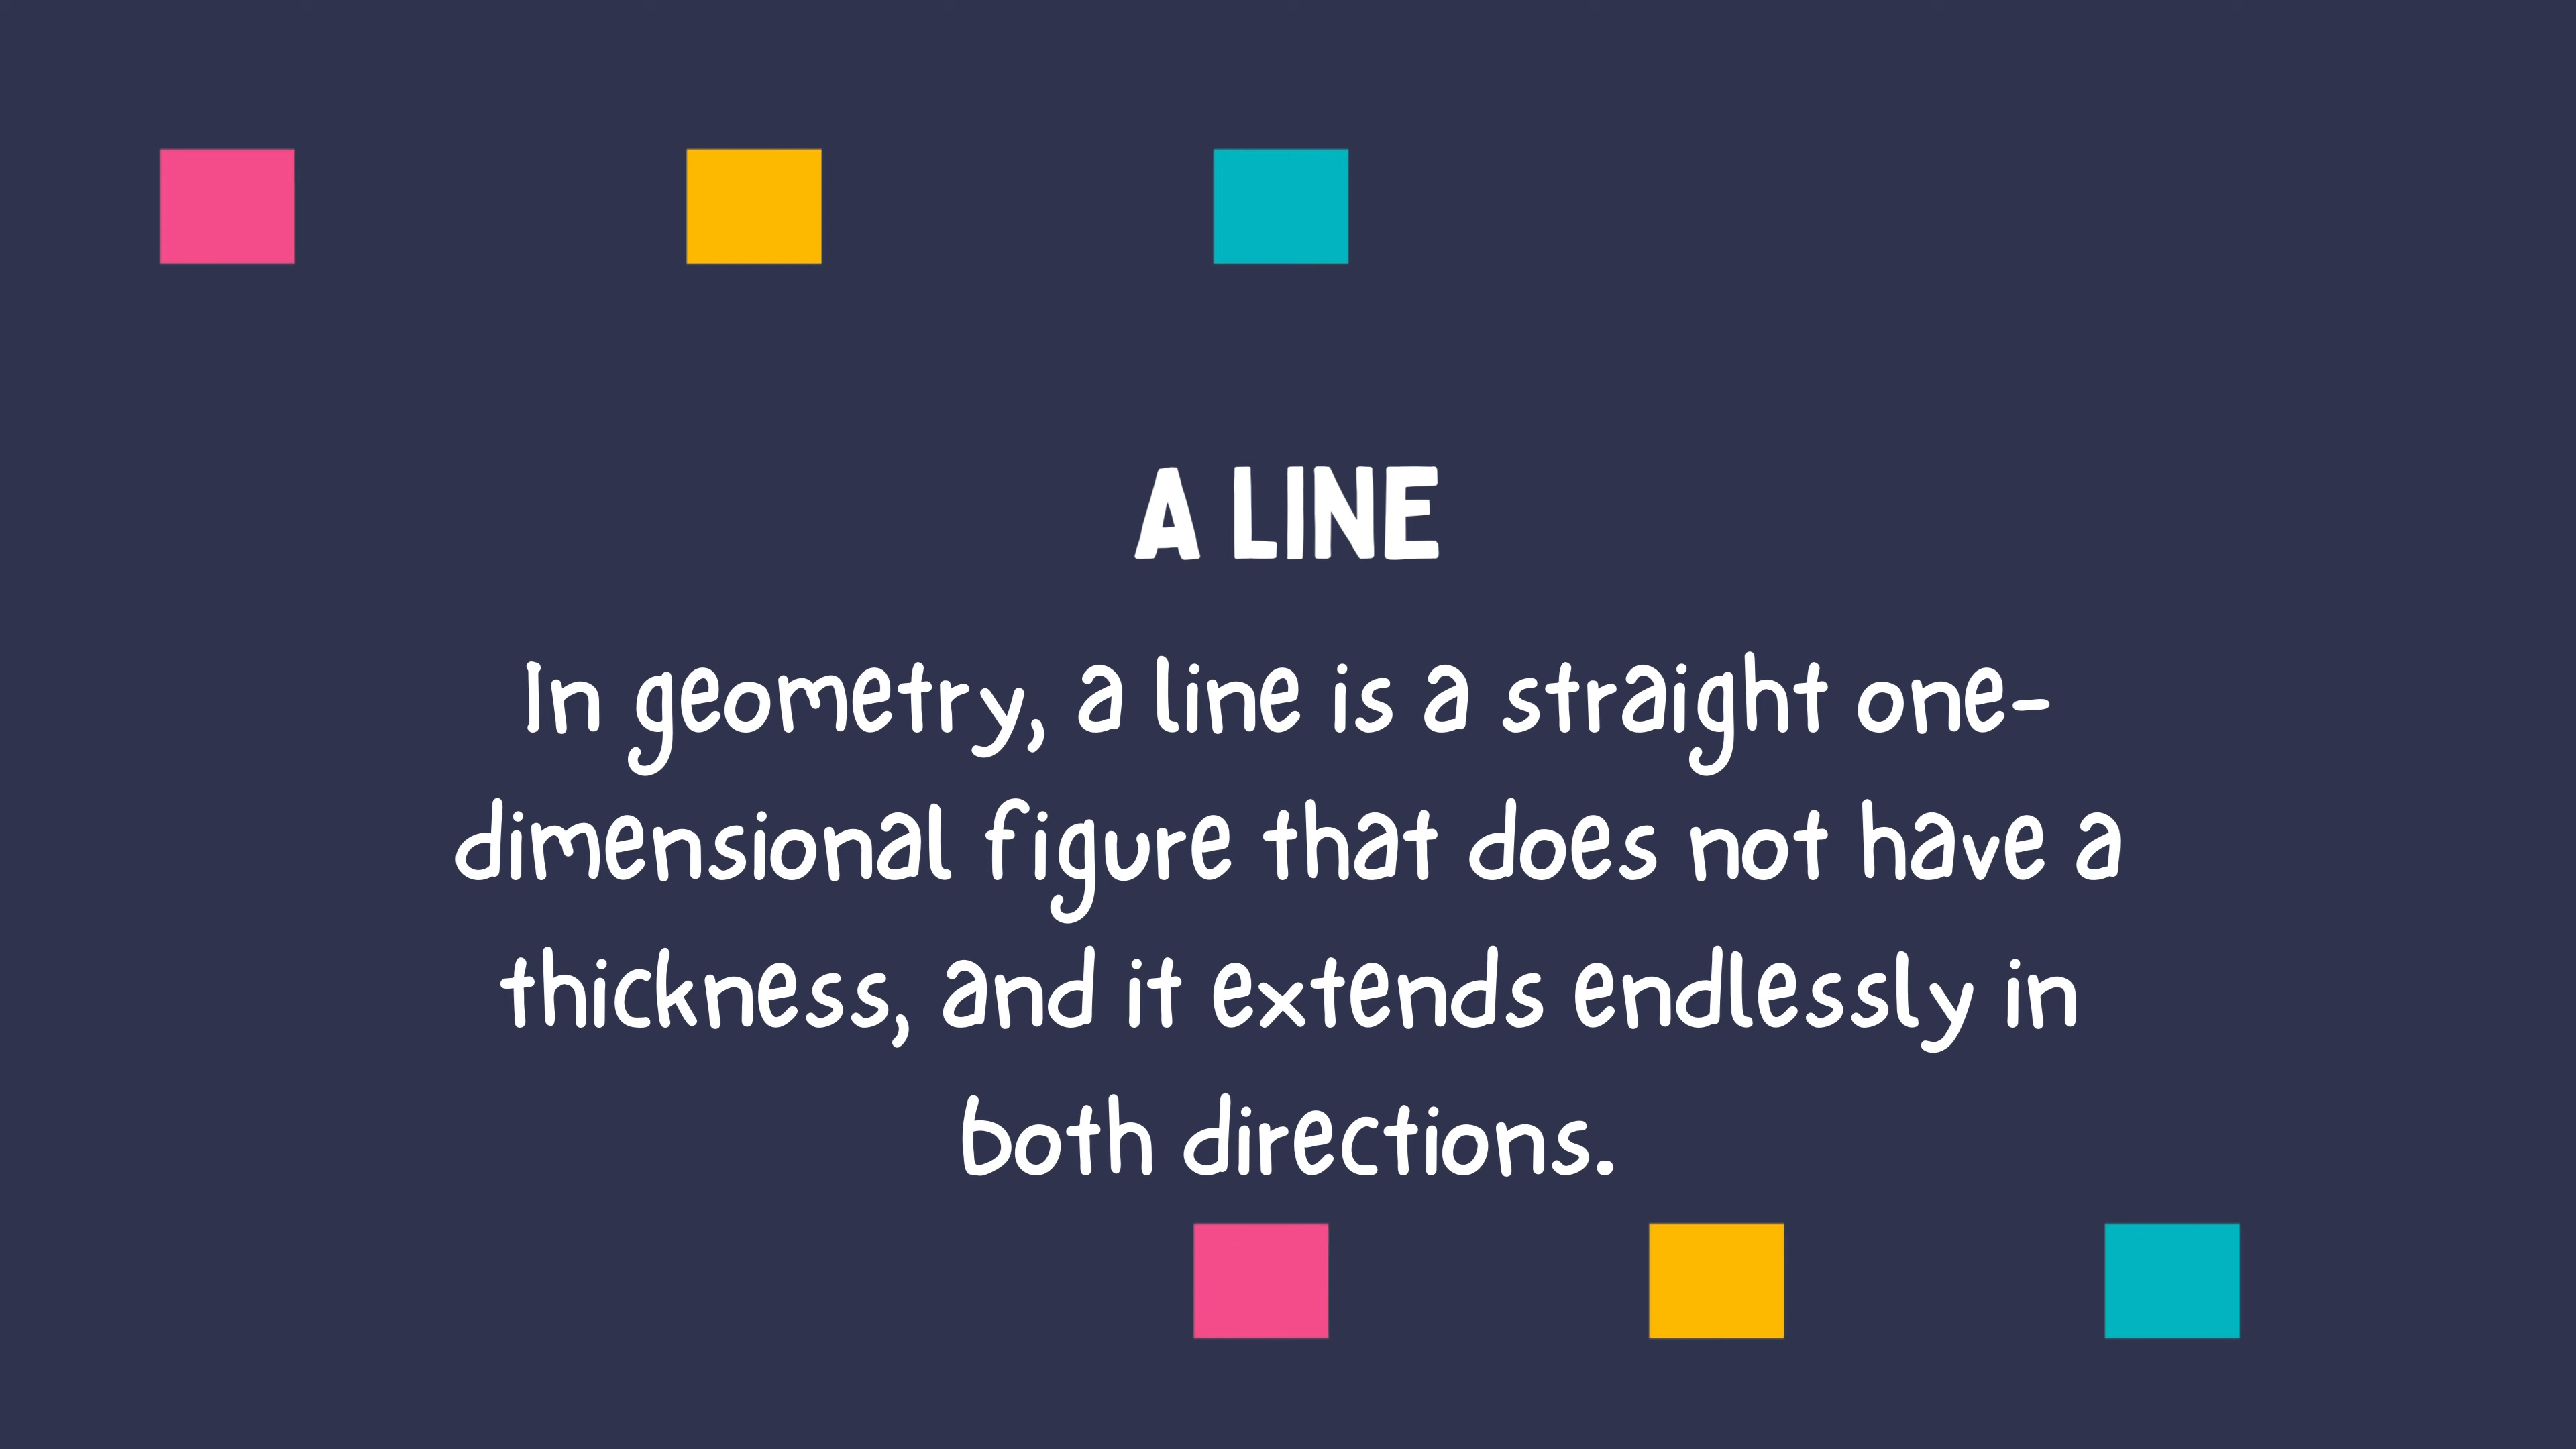 A LINE
In geometry, a line is a straight one-
dimensional figure that does not have a
thickness, and it extends endlessly in
both directions.